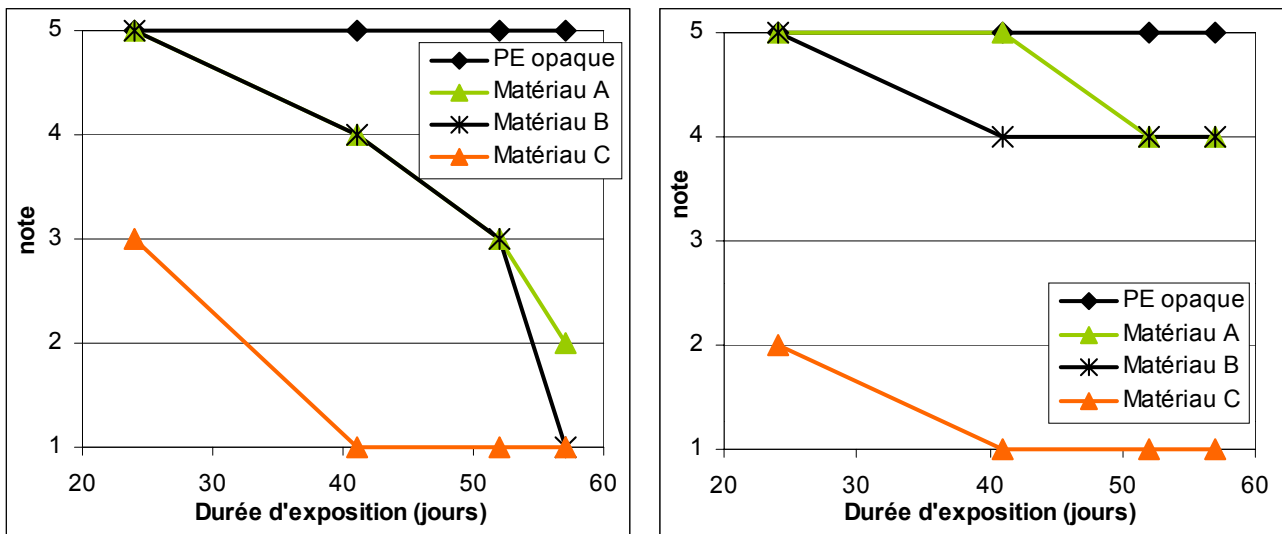 5
4
3
2
1
note
PE opaque
Matériau A
Matériau B
Matériau C
20 30 40 50 60
Durée d'exposition (jours)
5
4
3
2
1
note
PE opaque
Matériau A
Matériau B
Matériau C
20 30 40 50 60
Durée d'exposition (jours)